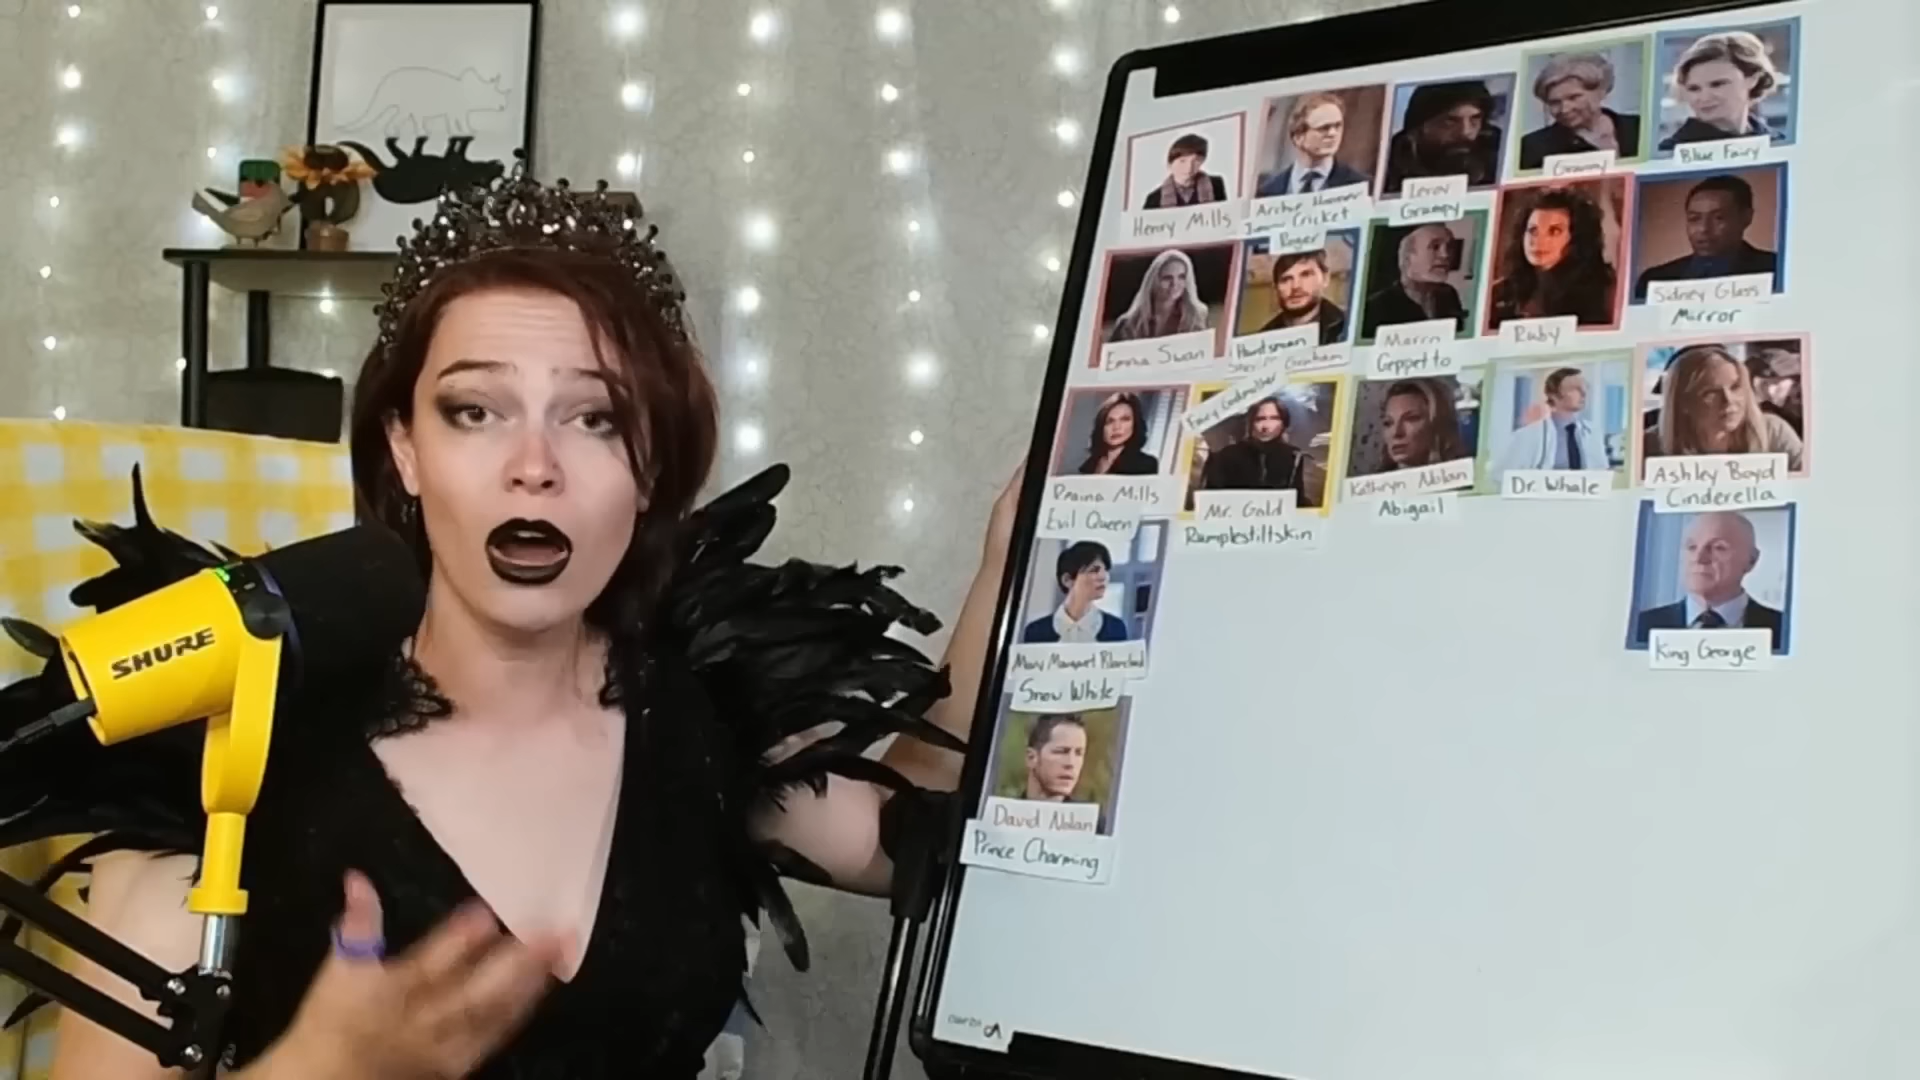 SHURE
Henry Mills
Archie Hopper
Jiminy Cricket
Leroy
Grumpy
Granny
Blue Fairy
Emma Swan
Huntsman
Sheriff Graham
Marco
Geppetto
Ruby
Sidney Glass
Mirror
Regina Mills
Evil Queen
Fairy Godmother
Mr. Gold
Rumplestiltskin
Kathryn Nolan
Abigail
Dr. Whale
Ashley Boyd
Cinderella
Mary Margaret Blanchard
Snow White
King George
David Nolan
Prince Charming